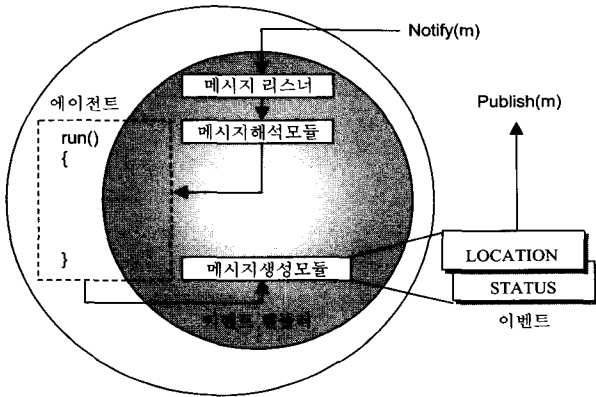 Notify(m)
메시지 리스너
에이전트
Publish(m)
메시지해석모듈
run()
{
}
메시지생성모듈
LOCATION
STATUS
이벤트